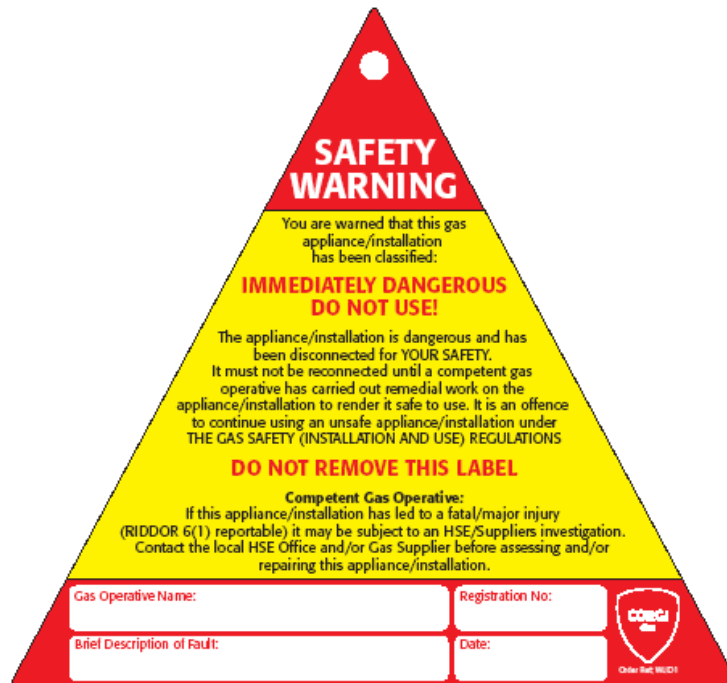 SAFETY
WARNING
You are warned that this gas
appliance/installation
has been classified:
IMMEDIATELY DANGEROUS
DO NOT USE!
The appliance/installation is dangerous and has
been disconnected for YOUR SAFETY.
It must not be reconnected until a competent gas
operative has carried out remedial work on the
appliance/installation to render it safe to use. It is an offence
to continue using an unsafe appliance/installation under
THE GAS SAFETY (INSTALLATION AND USE) REGULATIONS
DO NOT REMOVE THIS LABEL
Competent Gas Operative:
If this appliance/installation has led to a fatal/major injury
(RIDDOR 6(1) reportable) it may be subject to an HSE/Suppliers investigation.
Contact the local HSE Office and/or Gas Supplier before assessing and/or
repairing this appliance/installation.
Gas Operative Name:
Registration No:
CORGI
Brief Description of Fault:
Date:
Order Ref: